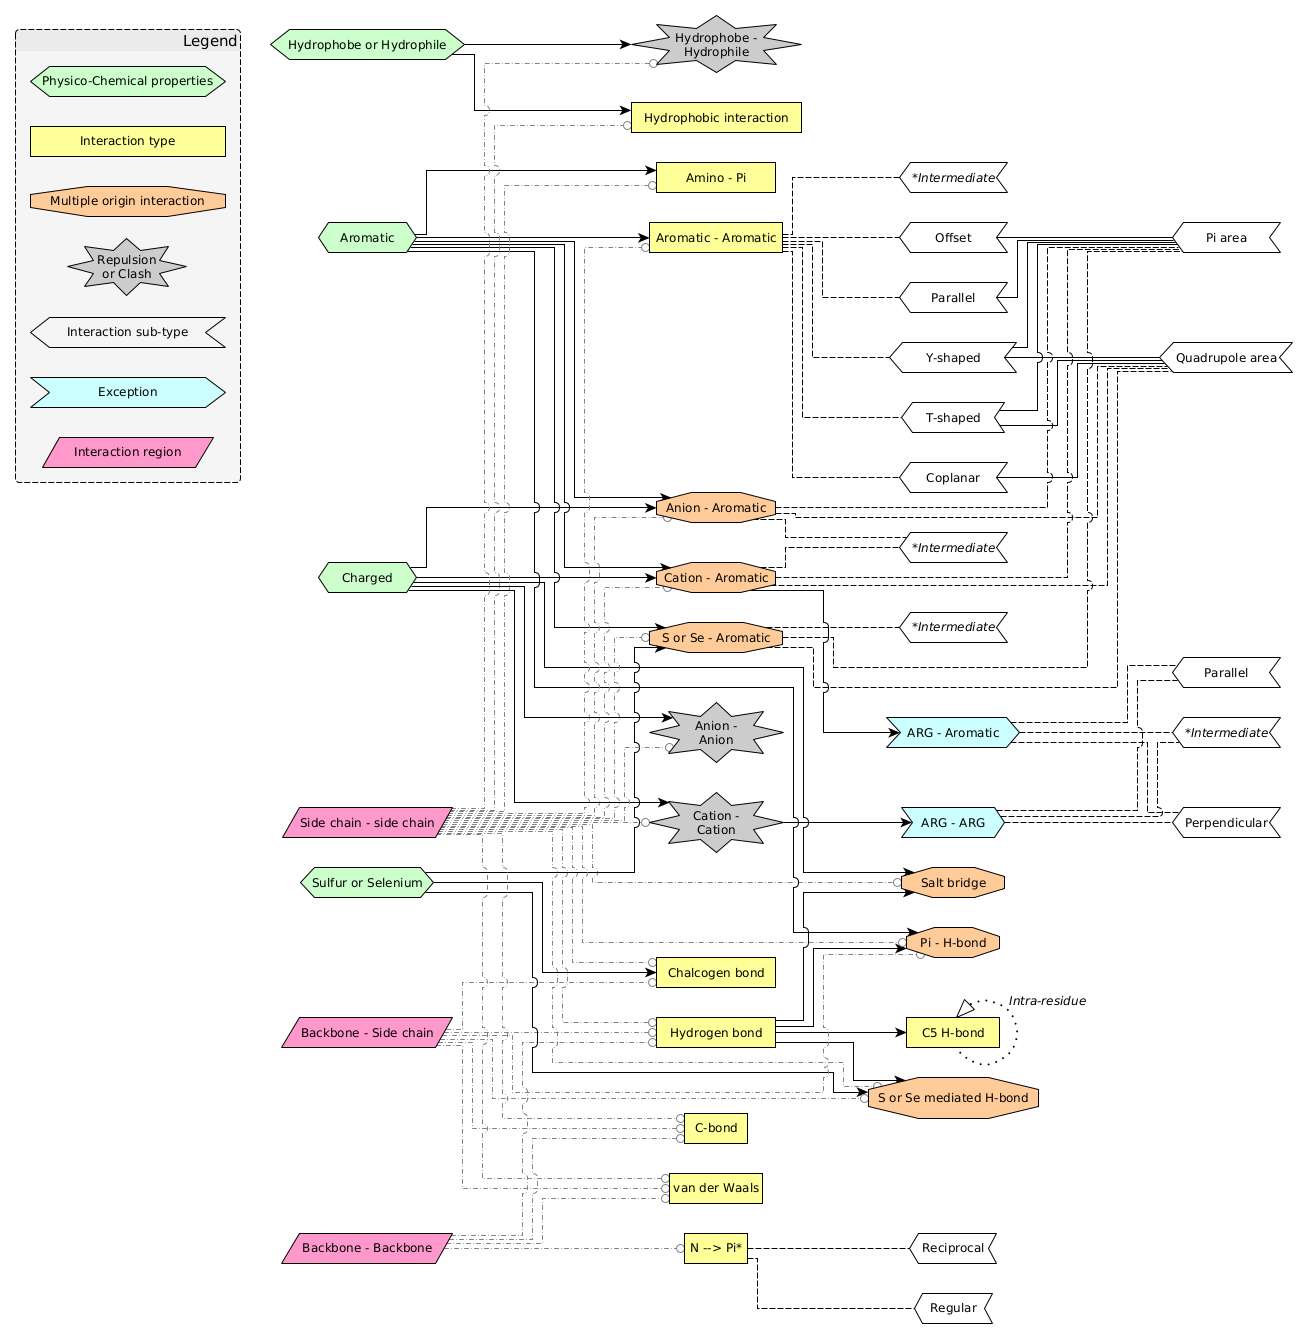 Legend
Physico-Chemical properties
Interaction type
Multiple origin interaction
Repulsion
or Clash
Interaction sub-type
Exception
Interaction region
Hydrophobe or Hydrophile
Hydrophobe -
Hydrophile
Hydrophobic interaction
Amino - Pi
*Intermediate
Aromatic
Aromatic - Aromatic
Offset
Pi area
Parallel
Y-shaped
Quadrupole area
T-shaped
Coplanar
Anion - Aromatic
*Intermediate
Charged
Cation - Aromatic
*Intermediate
S or Se - Aromatic
Parallel
Anion -
Anion
ARG - Aromatic
*Intermediate
Side chain - side chain
Cation -
Cation
ARG - ARG
Perpendicular
Sulfur or Selenium
Salt bridge
Pi - H-bond
Chalcogen bond
Intra-residue
Backbone - Side chain
Hydrogen bond
C5 H-bond
S or Se mediated H-bond
C-bond
van der Waals
Backbone - Backbone
N --> Pi*
Reciprocal
Regular